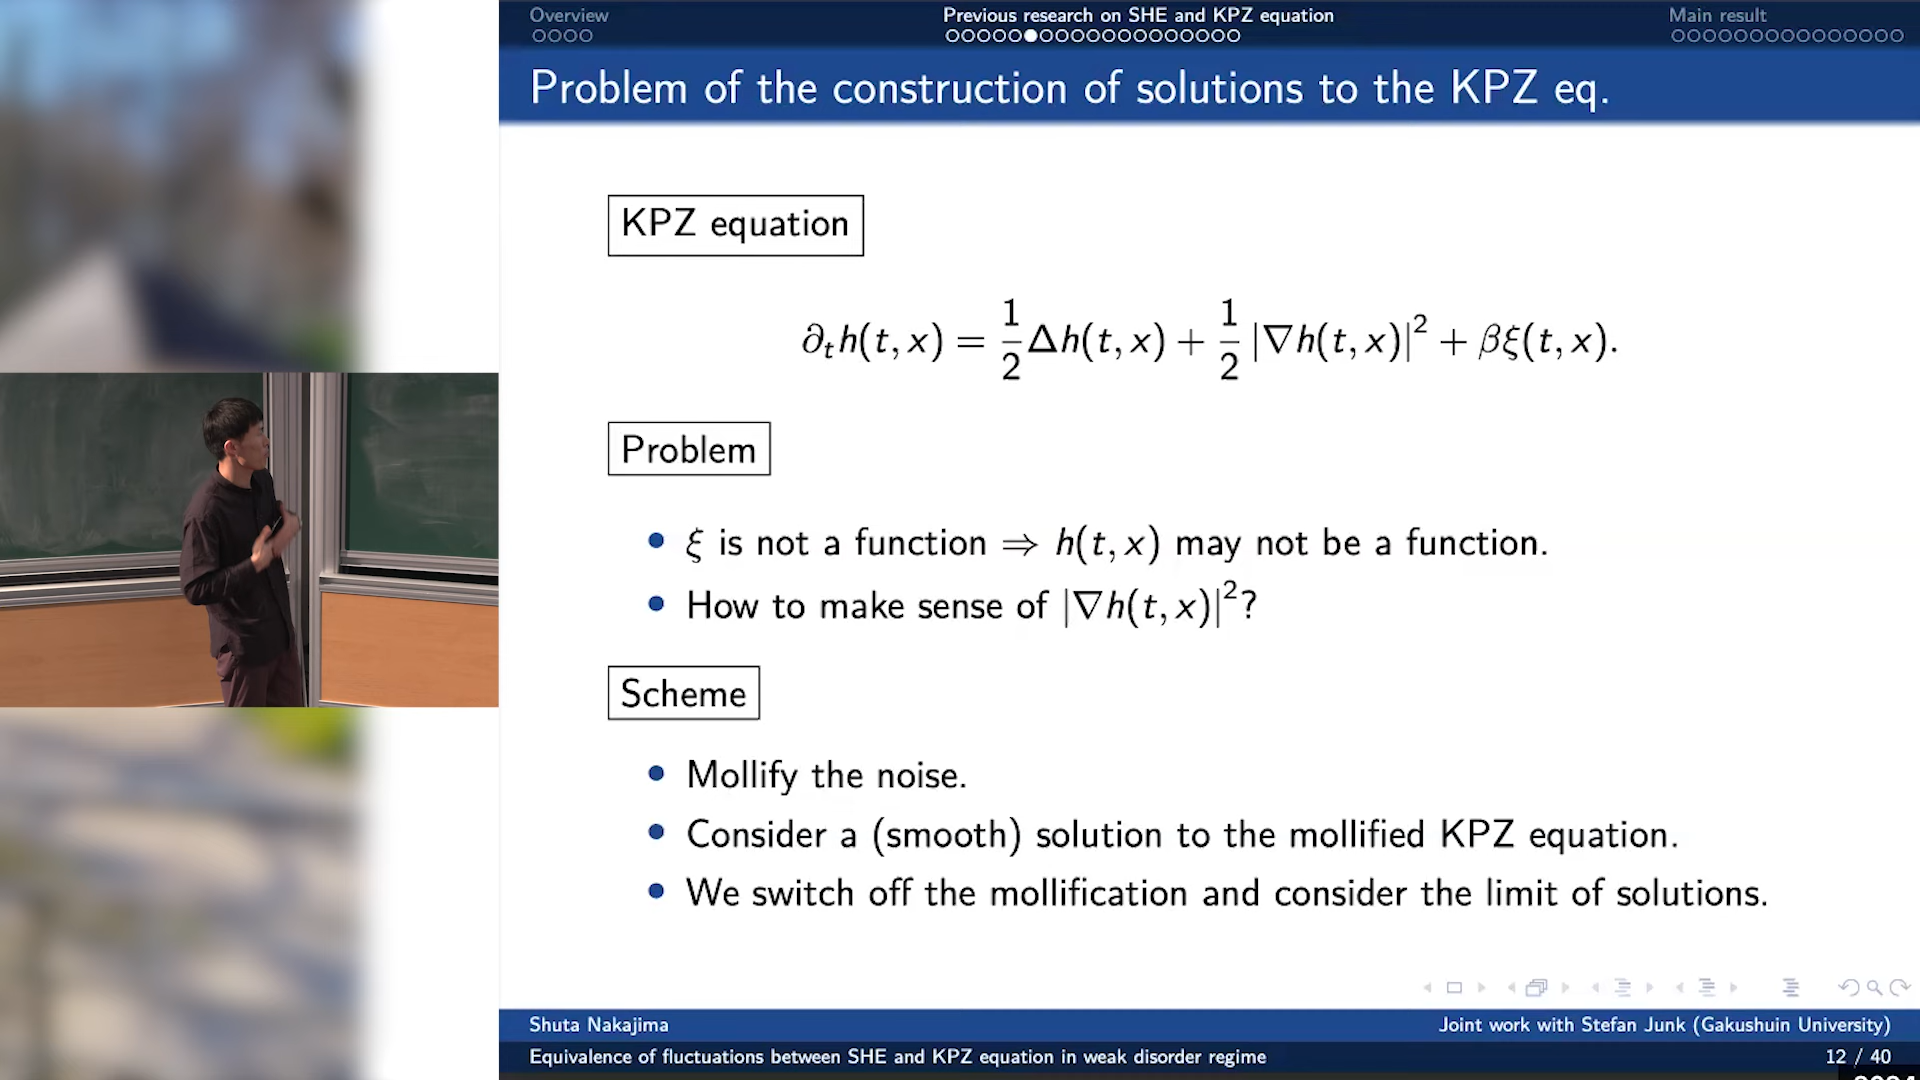 Overview
Previous research on SHE and KPZ equation
Main result
Problem of the construction of solutions to the KPZ eq.
KPZ equation
∂ₜh(t, x) = 1/2 Δh(t, x) + 1/2 |∇h(t, x)|² + βξ(t, x).
Problem
• ξ is not a function ⇒ h(t, x) may not be a function.
• How to make sense of |∇h(t, x)|²?
Scheme
• Mollify the noise.
• Consider a (smooth) solution to the mollified KPZ equation.
• We switch off the mollification and consider the limit of solutions.
Shuta Nakajima
Joint work with Stefan Junk (Gakushuin University)
Equivalence of fluctuations between SHE and KPZ equation in weak disorder regime
12 / 40